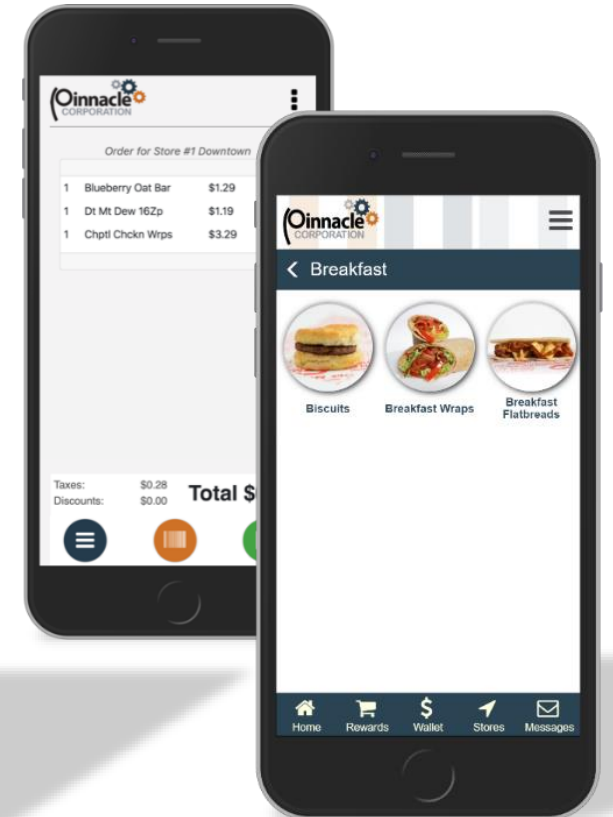 Pinnacle
CORPORATION
Order for Store #1 Downtown
1 Blueberry Oat Bar $1.29
1 Dt Mt Dew 16Zp $1.19
1 Chptl Chckn Wrps $3.29
Taxes: $0.28
Discounts: $0.00
Total $
Pinnacle
CORPORATION
Breakfast
Biscuits
Breakfast Wraps
Breakfast
Flatbreads
Home Rewards Wallet Stores Messages